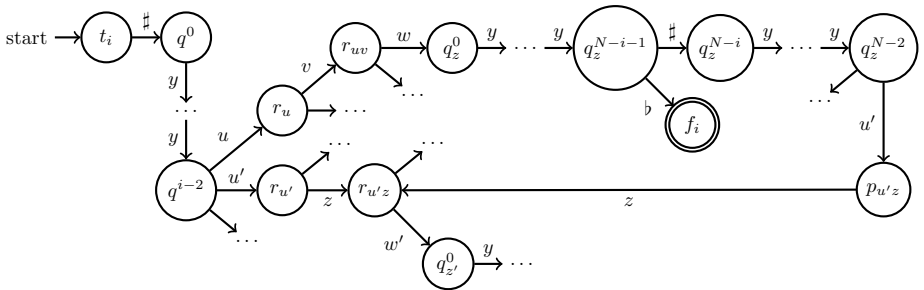 start t_i ♯ q^0 y ⋯ y
q^{i−2} u r_u ⋯ v r_{uv} ⋯ w q_z^0 y ⋯ y q_z^{N−i−1} ♯ q_z^{N−i} y ⋯ y q_z^{N−2} ⋯
♭ f_i
u' r_{u'} ⋯ z r_{u'z} ⋯ z p_{u'z} u'
⋯ w' q_{z'}^0 y ⋯